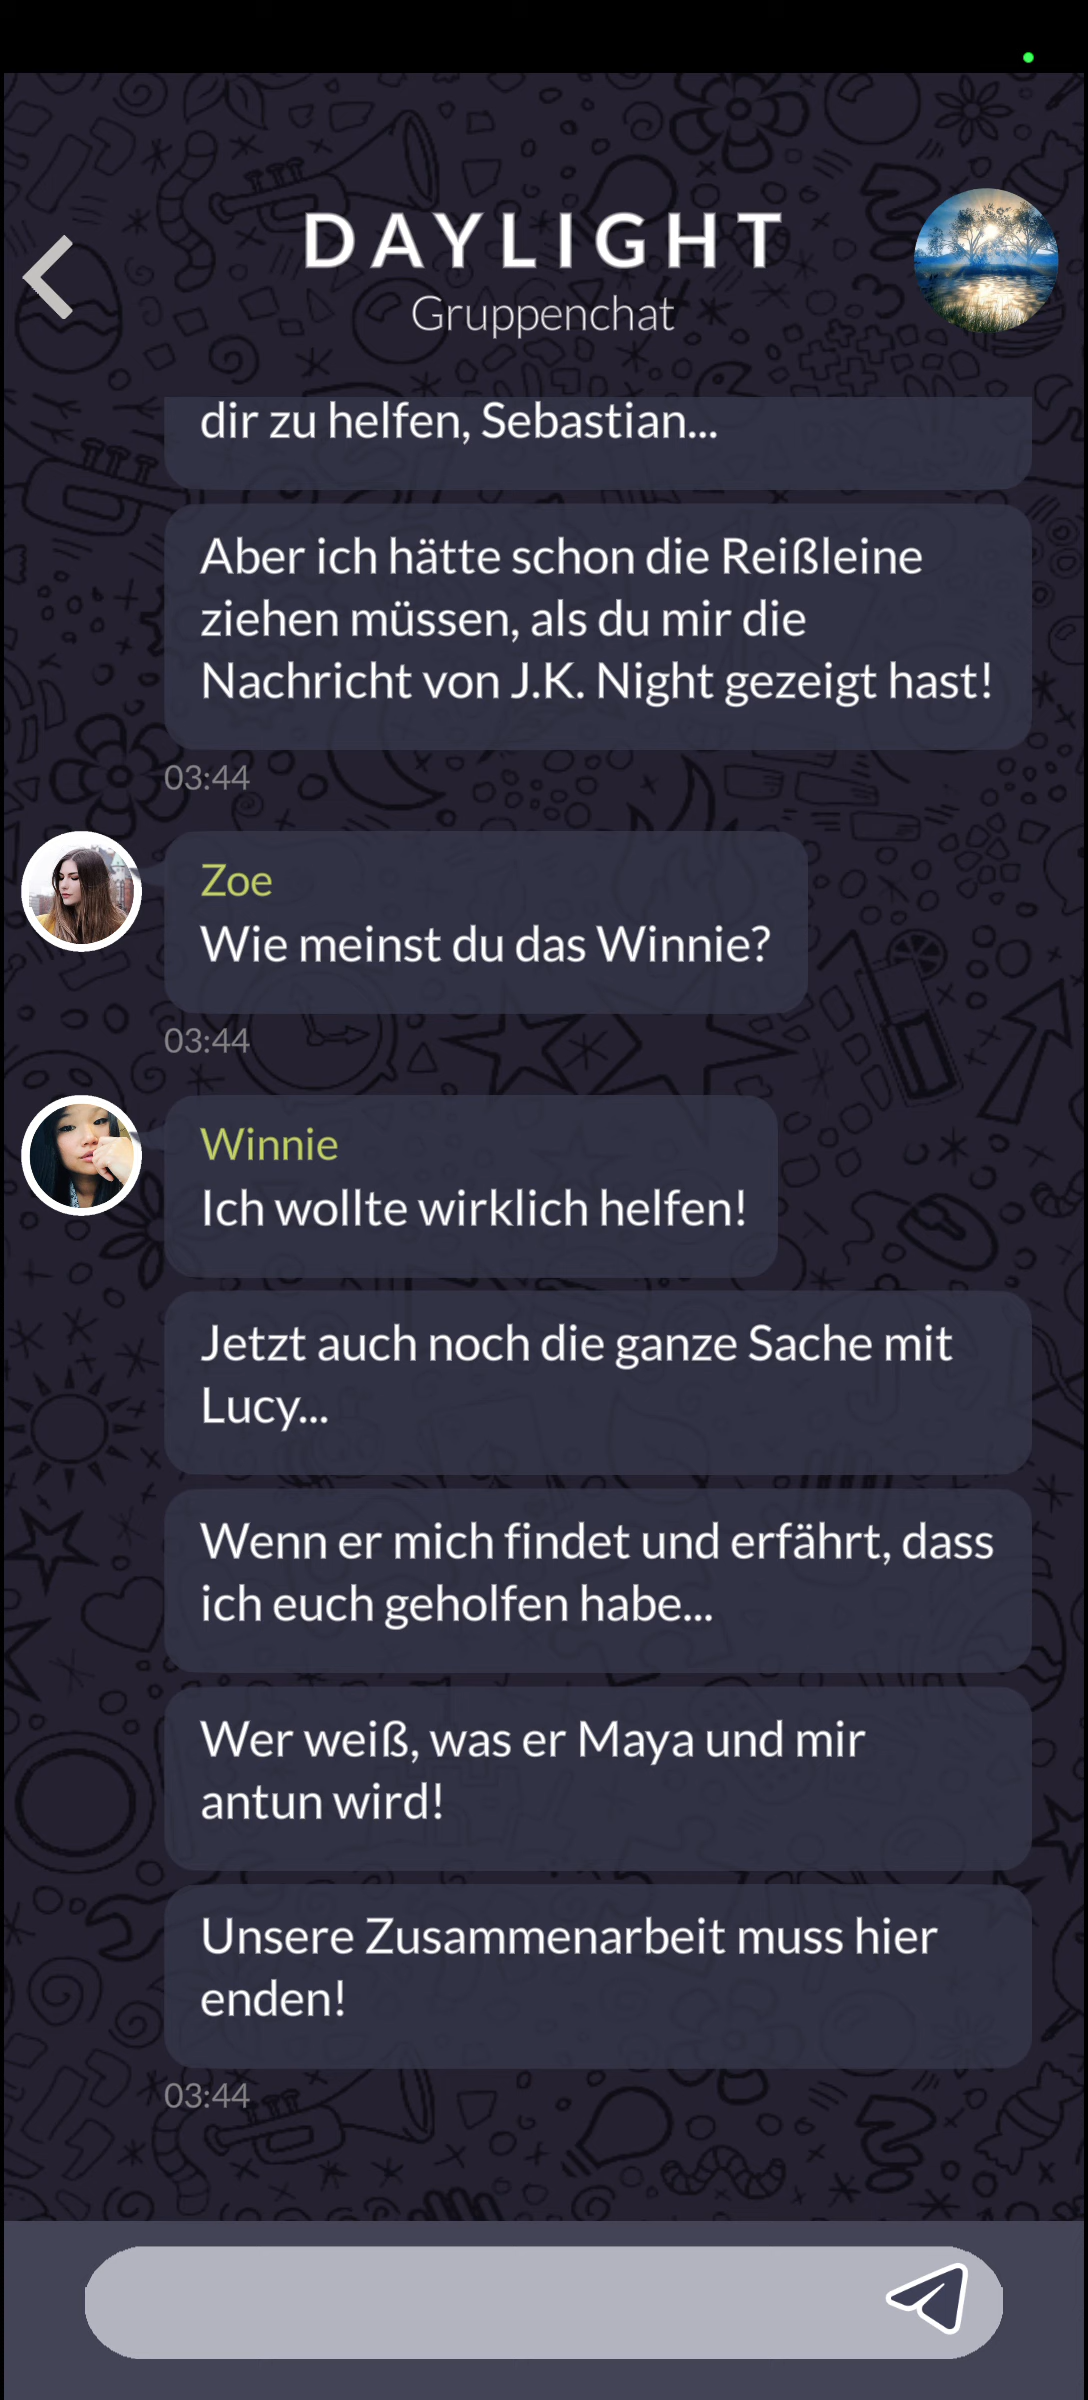 DAYLIGHT
Gruppenchat
dir zu helfen, Sebastian...
Aber ich hätte schon die Reißleine
ziehen müssen, als du mir die
Nachricht von J.K. Night gezeigt hast!
03:44
Zoe
Wie meinst du das Winnie?
03:44
Winnie
Ich wollte wirklich helfen!
Jetzt auch noch die ganze Sache mit
Lucy...
Wenn er mich findet und erfährt, dass
ich euch geholfen habe...
Wer weiß, was er Maya und mir
antun wird!
Unsere Zusammenarbeit muss hier
enden!
03:44